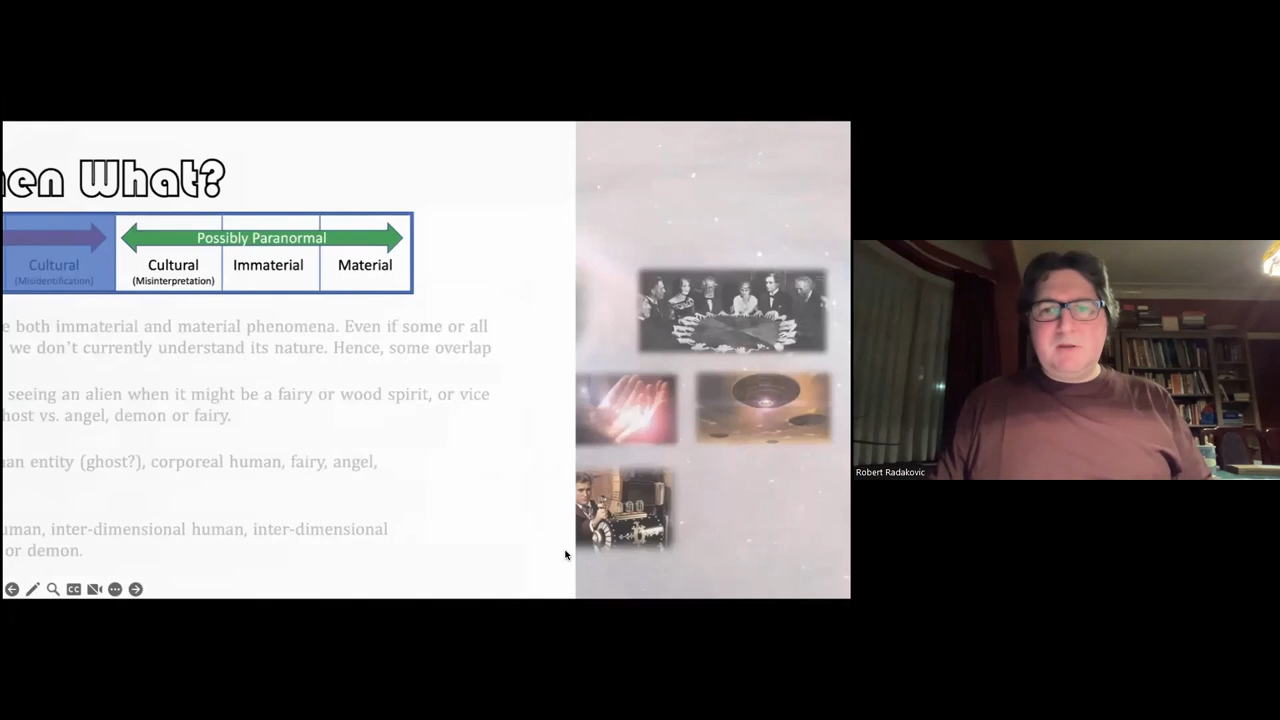 en What?
Possibly Paranormal
Cultural Cultural Immaterial Material
(Misidentification) (Misinterpretation)
e both immaterial and material phenomena. Even if some or all
we don't currently understand its nature. Hence, some overlap
seeing an alien when it might be a fairy or wood spirit, or vice
host vs. angel, demon or fairy.
an entity (ghost?), corporeal human, fairy, angel,
uman, inter-dimensional human, inter-dimensional
or demon.
CC
Robert Radakovic